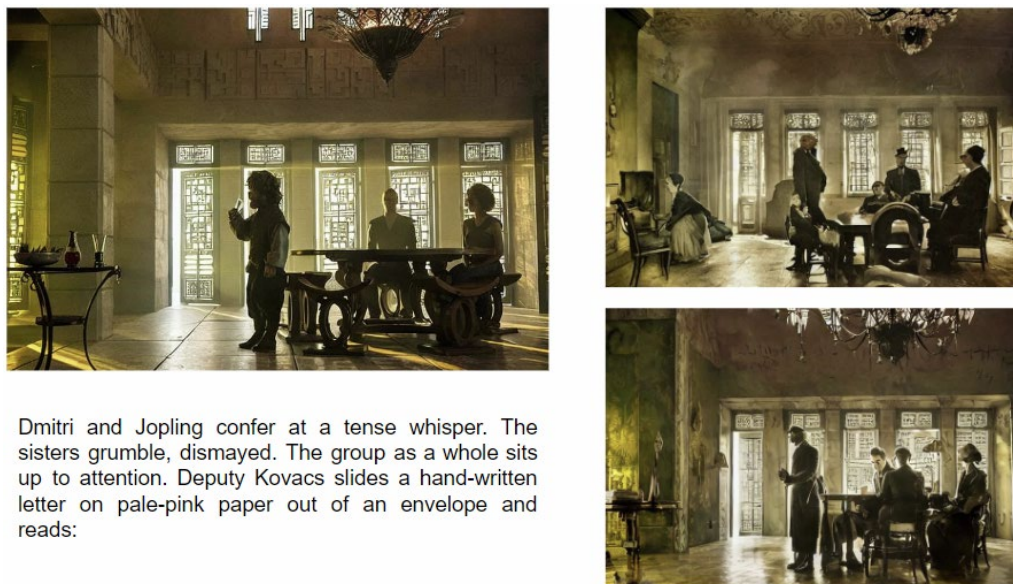 Dmitri and Jopling confer at a tense whisper. The
sisters grumble, dismayed. The group as a whole sits
up to attention. Deputy Kovacs slides a hand-written
letter on pale-pink paper out of an envelope and
reads: